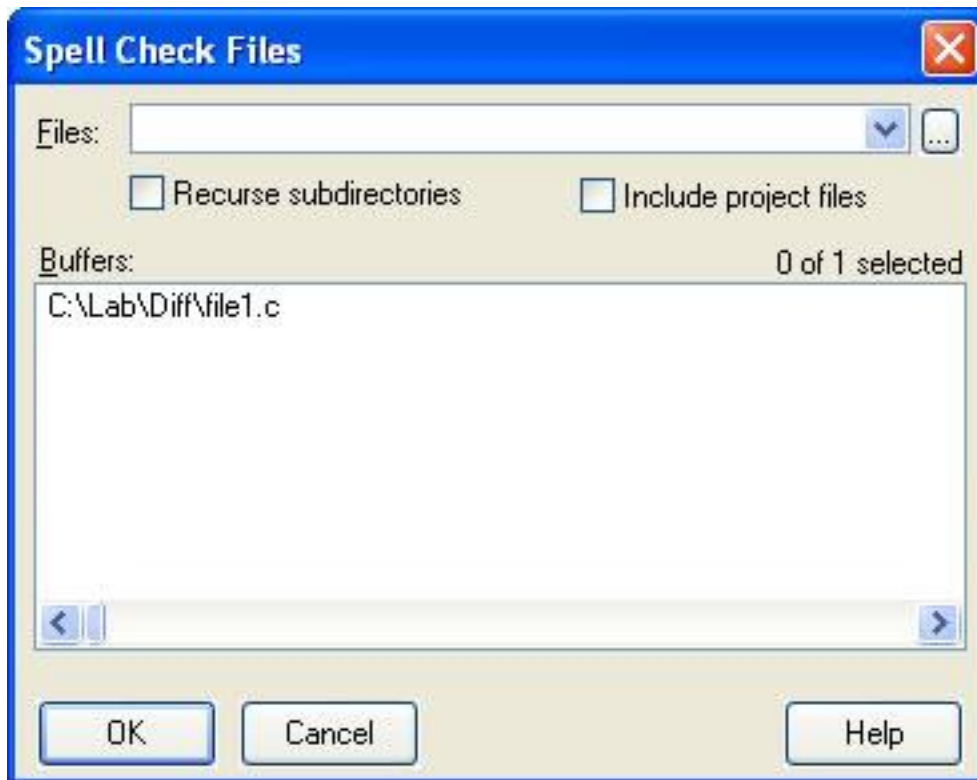 Spell Check Files
Files:
...
Recurse subdirectories Include project files
Buffers: 0 of 1 selected
C:\Lab\Diff\file1.c
OK Cancel Help